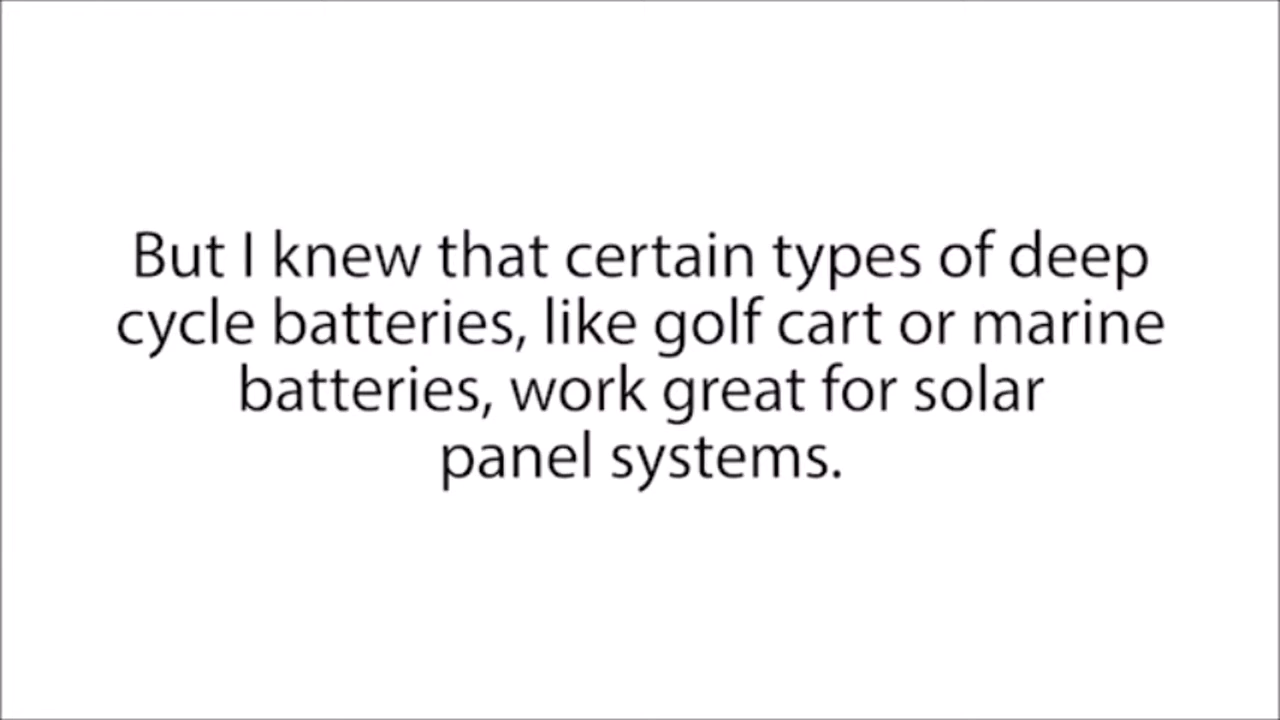 But I knew that certain types of deep
cycle batteries, like golf cart or marine
batteries, work great for solar
panel systems.